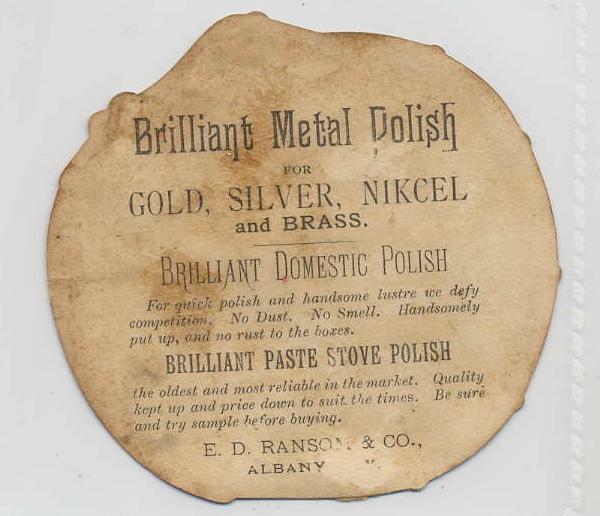 Brilliant Metal Polish
FOR
GOLD, SILVER, NIKCEL
and BRASS.
BRILLIANT DOMESTIC POLISH
For quick polish and handsome lustre we defy
competition. No Dust. No Smell. Handsomely
put up, and no rust to the boxes.
BRILLIANT PASTE STOVE POLISH
the oldest and most reliable in the market. Quality
kept up and price down to suit the times. Be sure
and try sample before buying.
E. D. RANSOM & CO.,
ALBANY Y.